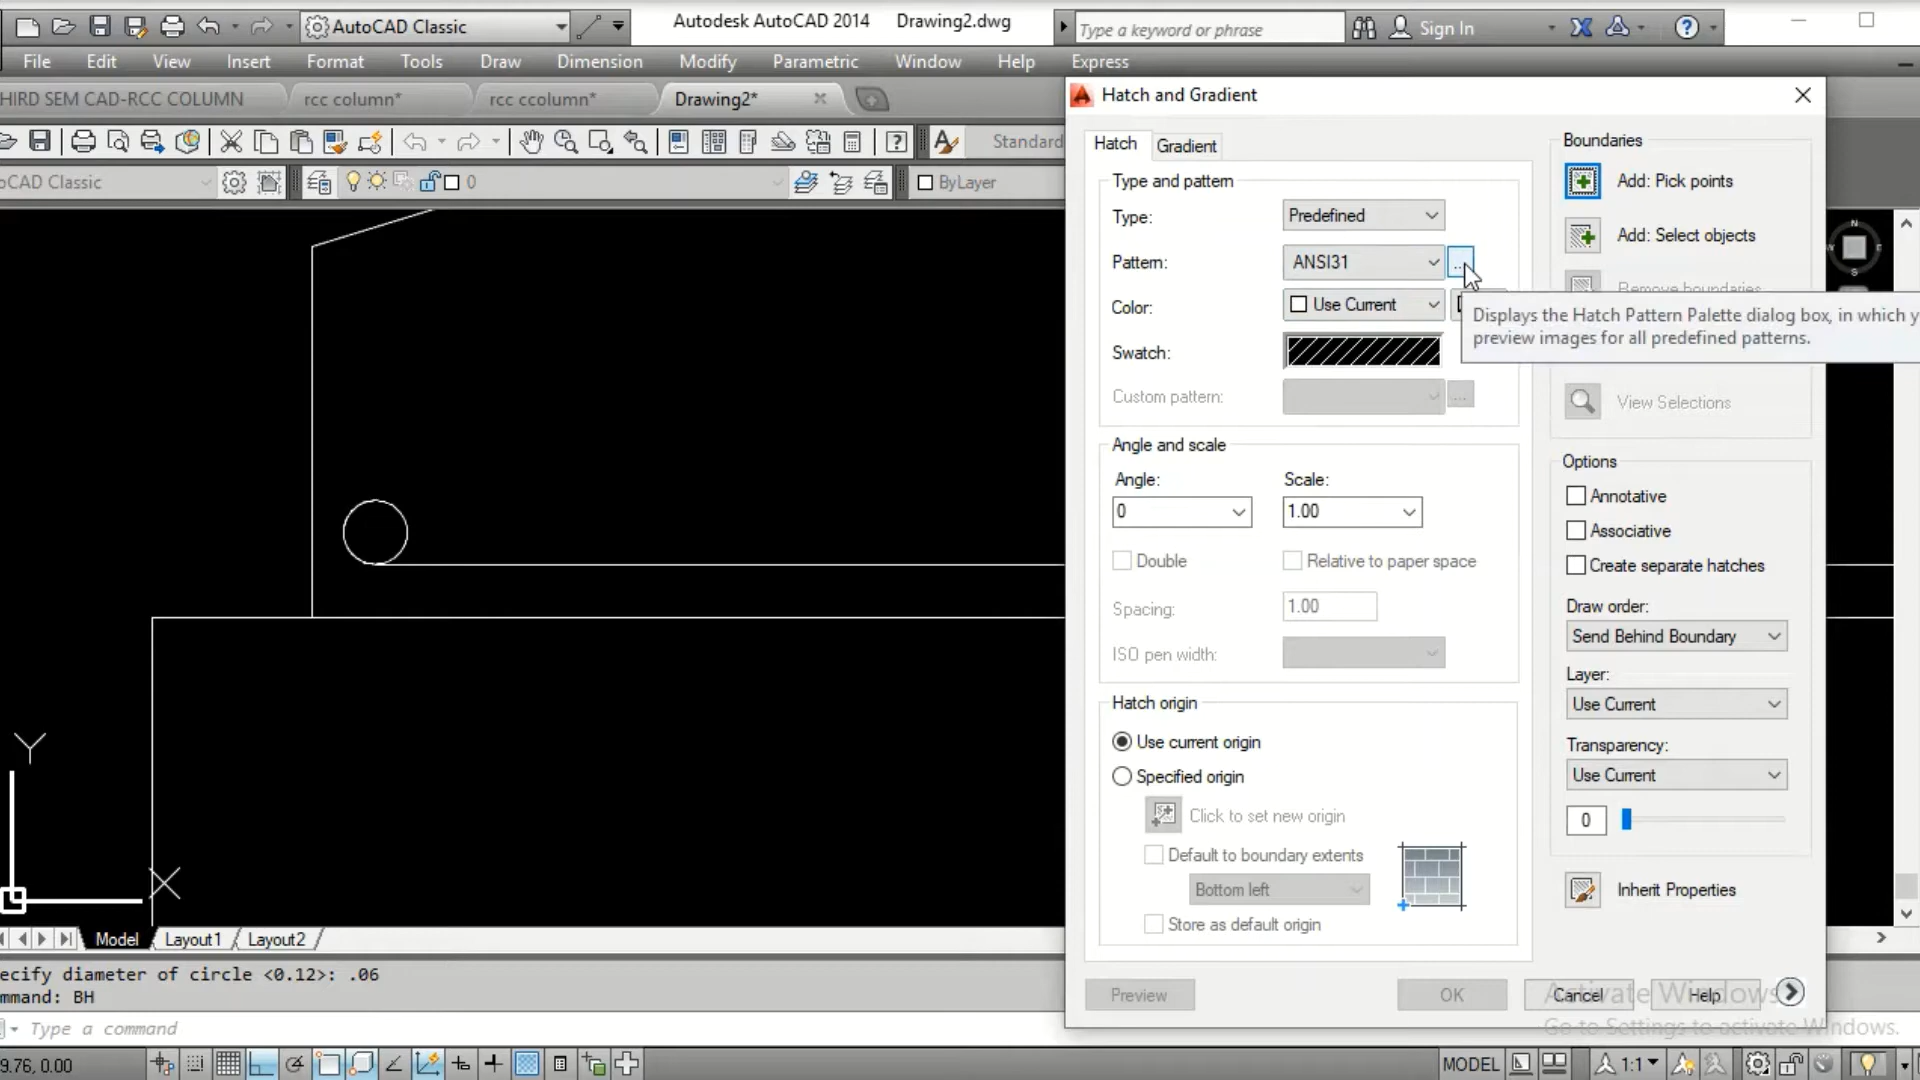 AutoCAD Classic
Autodesk AutoCAD 2014 Drawing2.dwg
Type a keyword or phrase
Sign In
File Edit View Insert Format Tools Draw Dimension Modify Parametric Window Help Express
HIRD SEM CAD-RCC COLUMN
rcc column*
rcc ccolumn*
Drawing2*
Standard
oCAD Classic
0
ByLayer
Hatch and Gradient
Hatch
Gradient
Type and pattern
Type: Predefined
Pattern: ANSI31 ...
Color: Use Current
Swatch:
Custom pattern: ...
Angle and scale
Angle: Scale:
0 1.00
Double Relative to paper space
Spacing: 1.00
ISO pen width:
Hatch origin
Use current origin
Specified origin
Click to set new origin
Default to boundary extents
Bottom left
Store as default origin
Boundaries
Add: Pick points
Add: Select objects
Remove boundaries
Displays the Hatch Pattern Palette dialog box, in which y
preview images for all predefined patterns.
View Selections
Options
Annotative
Associative
Create separate hatches
Draw order:
Send Behind Boundary
Layer:
Use Current
Transparency:
Use Current
0
Inherit Properties
Preview OK Cancel Help
Activate Windows
Go to Settings to activate Windows.
N
S
Y
X
Model Layout1 Layout2
ecify diameter of circle <0.12>: .06
mmand: BH
Type a command
9.76, 0.00
MODEL
1:1